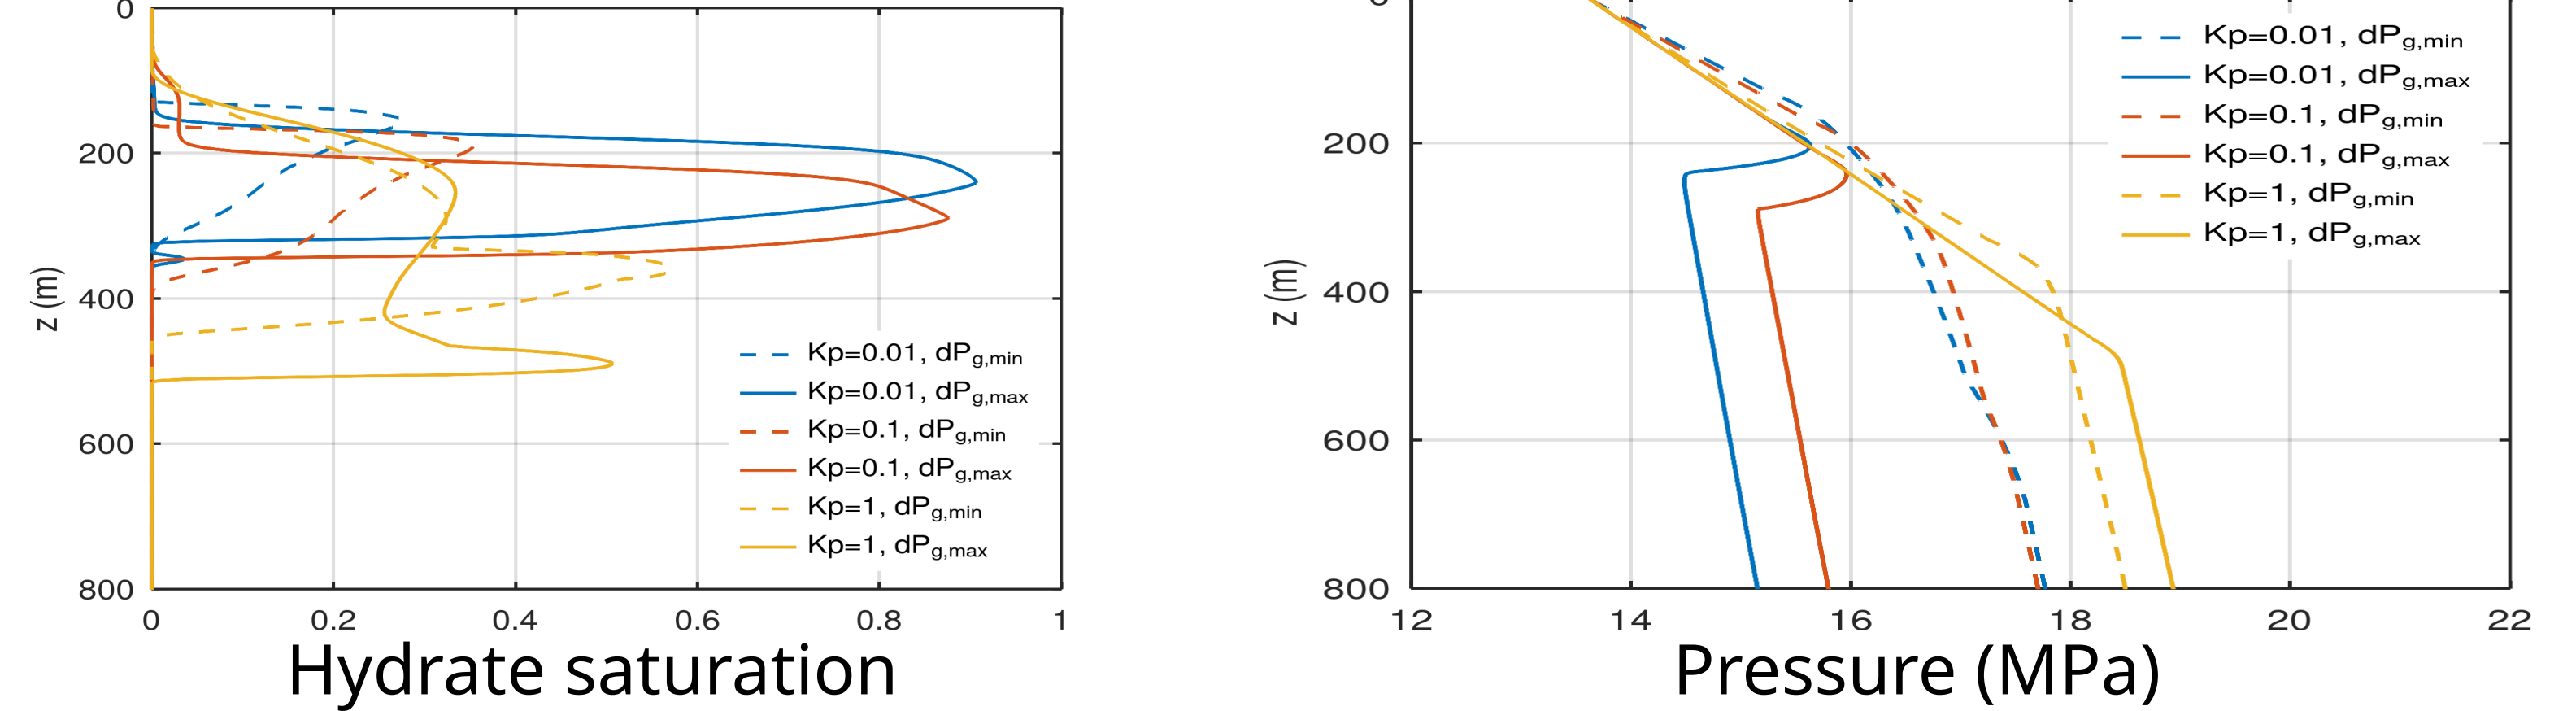 0
200
400
600
800
z (m)
Kp=0.01, dPg,min
Kp=0.01, dPg,max
Kp=0.1, dPg,min
Kp=0.1, dPg,max
Kp=1, dPg,min
Kp=1, dPg,max
0 0.2 0.4 0.6 0.8 1
Hydrate saturation
0
200
400
600
800
z (m)
Kp=0.01, dPg,min
Kp=0.01, dPg,max
Kp=0.1, dPg,min
Kp=0.1, dPg,max
Kp=1, dPg,min
Kp=1, dPg,max
12 14 16 18 20 22
Pressure (MPa)